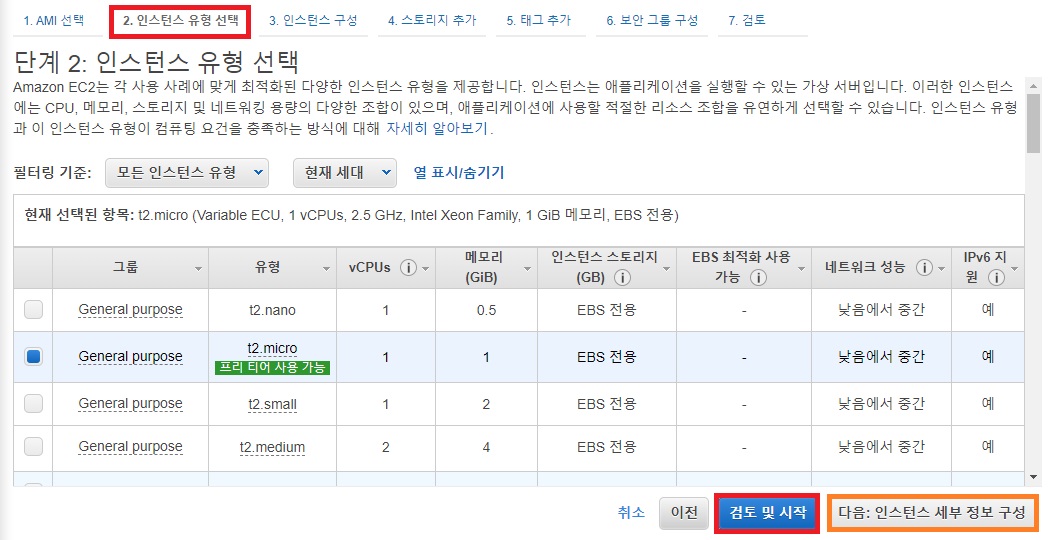 1. AMI 선택 2. 인스턴스 유형 선택 3. 인스턴스 구성 4. 스토리지 추가 5. 태그 추가 6. 보안 그룹 구성 7. 검토
단계 2: 인스턴스 유형 선택
Amazon EC2는 각 사용 사례에 맞게 최적화된 다양한 인스턴스 유형을 제공합니다. 인스턴스는 애플리케이션을 실행할 수 있는 가상 서버입니다. 이러한 인스턴스
에는 CPU, 메모리, 스토리지 및 네트워킹 용량의 다양한 조합이 있으며, 애플리케이션에 사용할 적절한 리소스 조합을 유연하게 선택할 수 있습니다. 인스턴스 유형
과 이 인스턴스 유형이 컴퓨팅 요건을 충족하는 방식에 대해 자세히 알아보기.
필터링 기준: 모든 인스턴스 유형 현재 세대 열 표시/숨기기
현재 선택된 항목: t2.micro (Variable ECU, 1 vCPUs, 2.5 GHz, Intel Xeon Family, 1 GiB 메모리, EBS 전용)
그룹 유형 vCPUs 메모리 (GiB) 인스턴스 스토리지 (GB) EBS 최적화 사용 가능 네트워크 성능 IPv6 지원
General purpose t2.nano 1 0.5 EBS 전용 - 낮음에서 중간 예
General purpose t2.micro 프리 티어 사용 가능 1 1 EBS 전용 - 낮음에서 중간 예
General purpose t2.small 1 2 EBS 전용 - 낮음에서 중간 예
General purpose t2.medium 2 4 EBS 전용 - 낮음에서 중간 예
취소 이전 검토 및 시작 다음: 인스턴스 세부 정보 구성